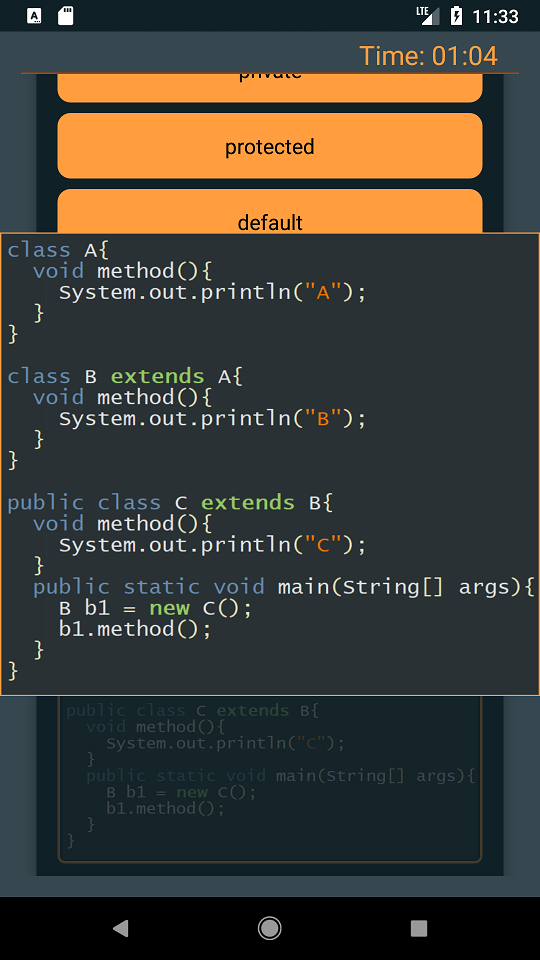 LTE 11:33
Time: 01:04
private
protected
default
class A{
  void method(){
    System.out.println("A");
  }
}
class B extends A{
  void method(){
    System.out.println("B");
  }
}
public class C extends B{
  void method(){
    System.out.println("C");
  }
  public static void main(String[] args){
    B b1 = new C();
    b1.method();
  }
}
public class C extends B{
  void method(){
    System.out.println("C");
  }
  public static void main(String[] args){
    B b1 = new C();
    b1.method();
  }
}